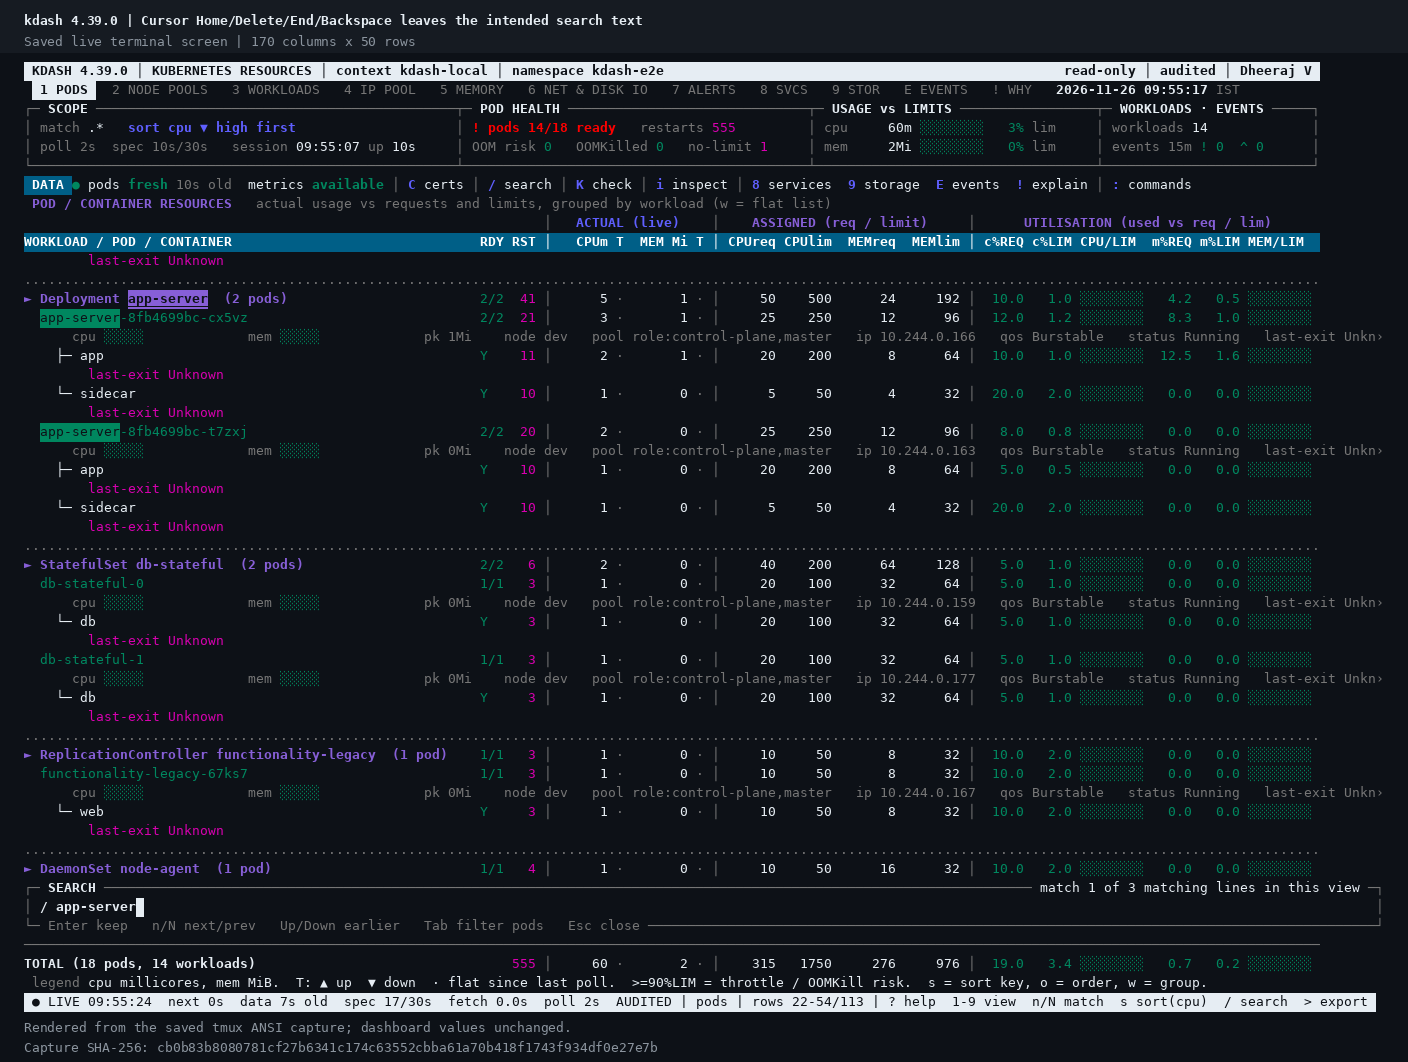 kdash 4.39.0 | Cursor Home/Delete/End/Backspace leaves the intended search text
Saved live terminal screen | 170 columns x 50 rows
KDASH 4.39.0 │ KUBERNETES RESOURCES │ context kdash-local │ namespace kdash-e2e read-only │ audited │ Dheeraj V
1 PODS 2 NODE POOLS 3 WORKLOADS 4 IP POOL 5 MEMORY 6 NET & DISK IO 7 ALERTS 8 SVCS 9 STOR E EVENTS ! WHY 2026-11-26 09:55:17 IST
SCOPE POD HEALTH USAGE vs LIMITS WORKLOADS · EVENTS
match .* sort cpu ▼ high first │ ! pods 14/18 ready restarts 555 │ cpu 60m ░░░░░░░░ 3% lim │ workloads 14
poll 2s spec 10s/30s session 09:55:07 up 10s │ OOM risk 0 OOMKilled 0 no-limit 1 │ mem 2Mi ░░░░░░░░ 0% lim │ events 15m ! 0 ^ 0
DATA ● pods fresh 10s old metrics available │ C certs │ / search │ K check │ i inspect │ 8 services 9 storage E events ! explain │ : commands
POD / CONTAINER RESOURCES actual usage vs requests and limits, grouped by workload (w = flat list)
│ ACTUAL (live) │ ASSIGNED (req / limit) │ UTILISATION (used vs req / lim)
WORKLOAD / POD / CONTAINER RDY RST │ CPUm T MEM Mi T │ CPUreq CPUlim MEMreq MEMlim │ c%REQ c%LIM CPU/LIM m%REQ m%LIM MEM/LIM
last-exit Unknown
► Deployment app-server (2 pods) 2/2 41 │ 5 · 1 · │ 50 500 24 192 │ 10.0 1.0 ░░░░░░░░ 4.2 0.5 ░░░░░░░░
app-server-8fb4699bc-cx5vz 2/2 21 │ 3 · 1 · │ 25 250 12 96 │ 12.0 1.2 ░░░░░░░░ 8.3 1.0 ░░░░░░░░
cpu ░░░░░ mem ░░░░░ pk 1Mi node dev pool role:control-plane,master ip 10.244.0.166 qos Burstable status Running last-exit Unkn›
├─ app Y 11 │ 2 · 1 · │ 20 200 8 64 │ 10.0 1.0 ░░░░░░░░ 12.5 1.6 ░░░░░░░░
last-exit Unknown
└─ sidecar Y 10 │ 1 · 0 · │ 5 50 4 32 │ 20.0 2.0 ░░░░░░░░ 0.0 0.0 ░░░░░░░░
last-exit Unknown
app-server-8fb4699bc-t7zxj 2/2 20 │ 2 · 0 · │ 25 250 12 96 │ 8.0 0.8 ░░░░░░░░ 0.0 0.0 ░░░░░░░░
cpu ░░░░░ mem ░░░░░ pk 0Mi node dev pool role:control-plane,master ip 10.244.0.163 qos Burstable status Running last-exit Unkn›
├─ app Y 10 │ 1 · 0 · │ 20 200 8 64 │ 5.0 0.5 ░░░░░░░░ 0.0 0.0 ░░░░░░░░
last-exit Unknown
└─ sidecar Y 10 │ 1 · 0 · │ 5 50 4 32 │ 20.0 2.0 ░░░░░░░░ 0.0 0.0 ░░░░░░░░
last-exit Unknown
► StatefulSet db-stateful (2 pods) 2/2 6 │ 2 · 0 · │ 40 200 64 128 │ 5.0 1.0 ░░░░░░░░ 0.0 0.0 ░░░░░░░░
db-stateful-0 1/1 3 │ 1 · 0 · │ 20 100 32 64 │ 5.0 1.0 ░░░░░░░░ 0.0 0.0 ░░░░░░░░
cpu ░░░░░ mem ░░░░░ pk 0Mi node dev pool role:control-plane,master ip 10.244.0.159 qos Burstable status Running last-exit Unkn›
└─ db Y 3 │ 1 · 0 · │ 20 100 32 64 │ 5.0 1.0 ░░░░░░░░ 0.0 0.0 ░░░░░░░░
last-exit Unknown
db-stateful-1 1/1 3 │ 1 · 0 · │ 20 100 32 64 │ 5.0 1.0 ░░░░░░░░ 0.0 0.0 ░░░░░░░░
cpu ░░░░░ mem ░░░░░ pk 0Mi node dev pool role:control-plane,master ip 10.244.0.177 qos Burstable status Running last-exit Unkn›
└─ db Y 3 │ 1 · 0 · │ 20 100 32 64 │ 5.0 1.0 ░░░░░░░░ 0.0 0.0 ░░░░░░░░
last-exit Unknown
► ReplicationController functionality-legacy (1 pod) 1/1 3 │ 1 · 0 · │ 10 50 8 32 │ 10.0 2.0 ░░░░░░░░ 0.0 0.0 ░░░░░░░░
functionality-legacy-67ks7 1/1 3 │ 1 · 0 · │ 10 50 8 32 │ 10.0 2.0 ░░░░░░░░ 0.0 0.0 ░░░░░░░░
cpu ░░░░░ mem ░░░░░ pk 0Mi node dev pool role:control-plane,master ip 10.244.0.167 qos Burstable status Running last-exit Unkn›
└─ web Y 3 │ 1 · 0 · │ 10 50 8 32 │ 10.0 2.0 ░░░░░░░░ 0.0 0.0 ░░░░░░░░
last-exit Unknown
► DaemonSet node-agent (1 pod) 1/1 4 │ 1 · 0 · │ 10 50 16 32 │ 10.0 2.0 ░░░░░░░░ 0.0 0.0 ░░░░░░░░
SEARCH match 1 of 3 matching lines in this view
/ app-server
Enter keep n/N next/prev Up/Down earlier Tab filter pods Esc close
TOTAL (18 pods, 14 workloads) 555 │ 60 · 2 · │ 315 1750 276 976 │ 19.0 3.4 ░░░░░░░░ 0.7 0.2 ░░░░░░░░
legend cpu millicores, mem MiB. T: ▲ up ▼ down · flat since last poll. >=90%LIM = throttle / OOMKill risk. s = sort key, o = order, w = group.
● LIVE 09:55:24 next 0s data 7s old spec 17/30s fetch 0.0s poll 2s AUDITED | pods | rows 22-54/113 | ? help 1-9 view n/N match s sort(cpu) / search > export
Rendered from the saved tmux ANSI capture; dashboard values unchanged.
Capture SHA-256: cb0b83b8080781cf27b6341c174c63552cbba61a70b418f1743f934df0e27e7b